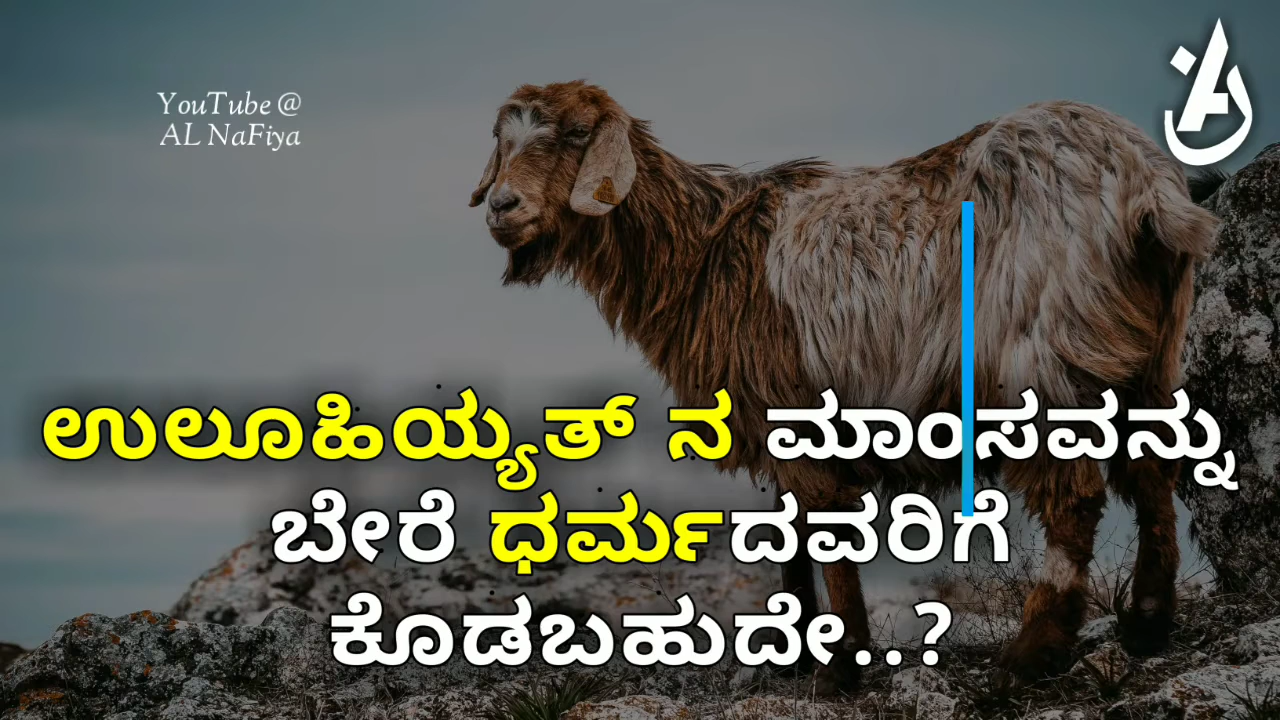 YouTube @
AL NaFiya
ಉಲೂಹಿಯ್ಯತ್ ನ ಮಾಂಸವನ್ನು
ಬೇರೆ ಧರ್ಮದವರಿಗೆ
ಕೊಡಬಹುದೇ..?